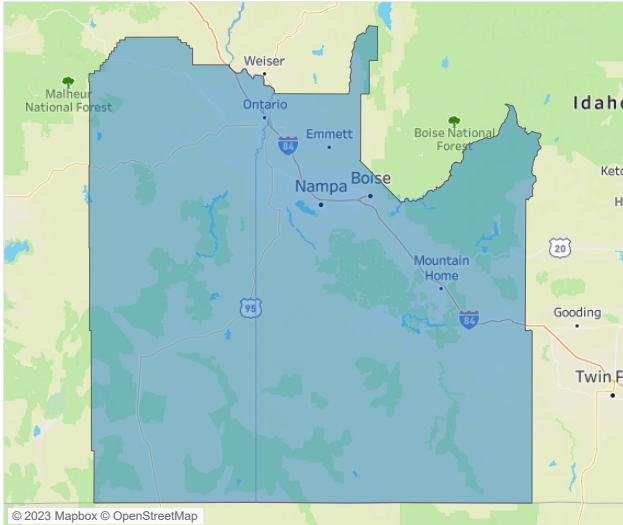 Weiser
Malheur
National Forest
Ontario
Idaho
84
Emmett
Boise National
Forest
Ketc
Nampa
Boise
H
20
Mountain
Home
95
84
Gooding
Twin F
© 2023 Mapbox © OpenStreetMap